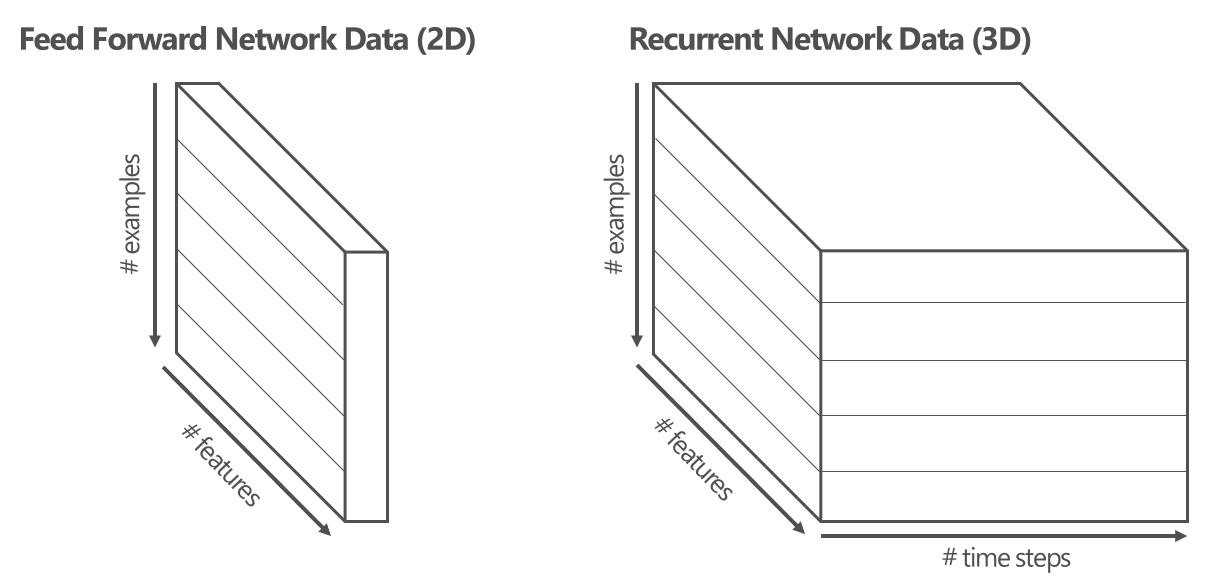 Feed Forward Network Data (2D)
# examples
# features
Recurrent Network Data (3D)
# examples
# features
# time steps